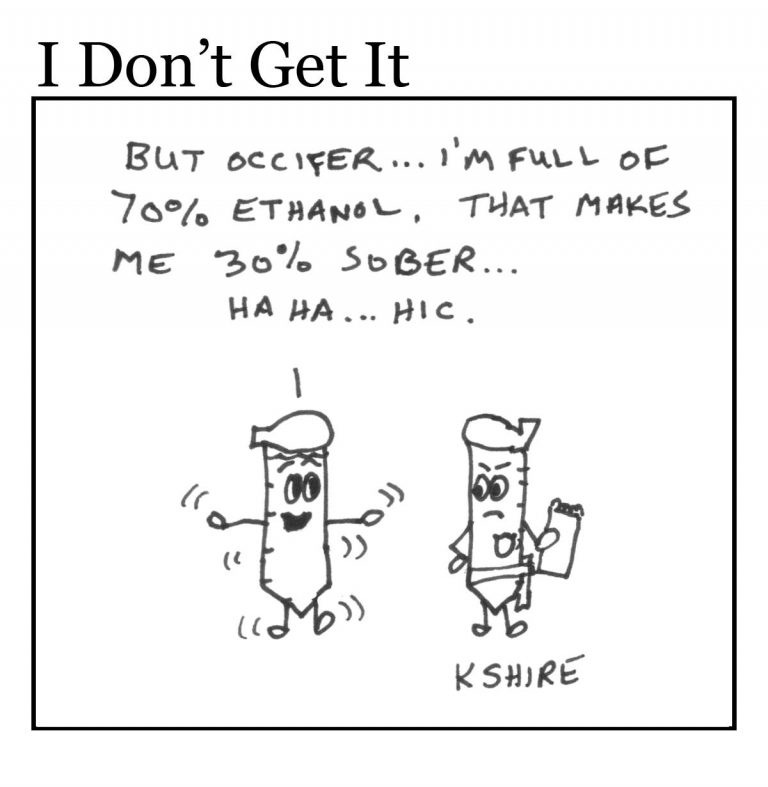 I Don't Get It
BUT OCCIFER... I'M FULL OF
70% ETHANOL, THAT MAKES
ME 30% SOBER...
HA HA... HIC.
KSHIRE